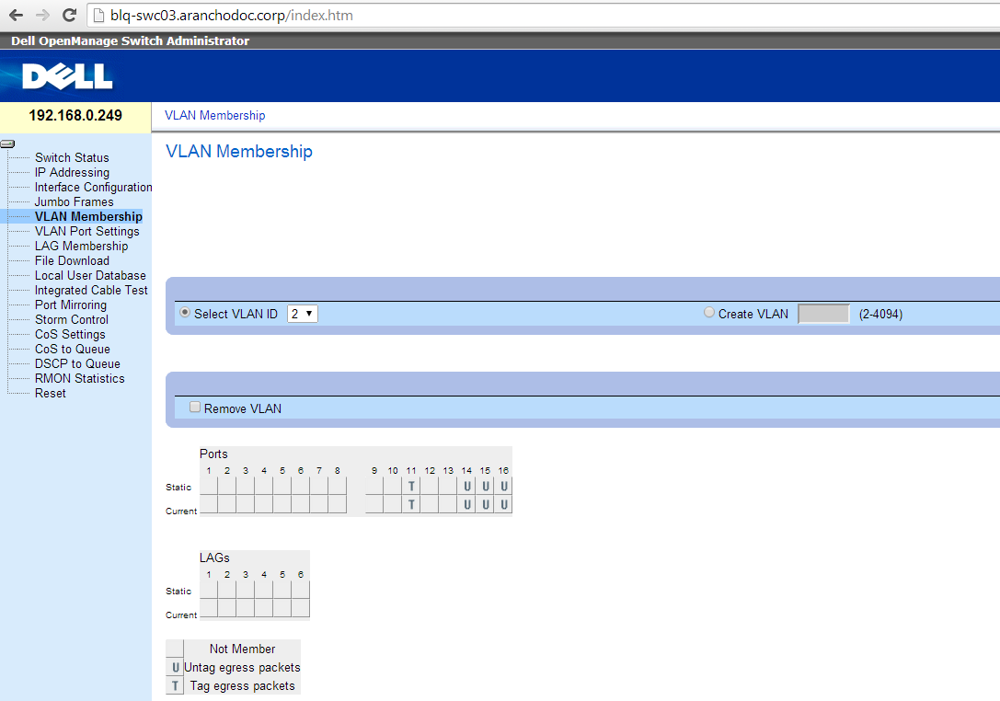 blq-swc03.aranchodoc.corp/index.htm
Dell OpenManage Switch Administrator
DELL
192.168.0.249
VLAN Membership
VLAN Membership
Switch Status
IP Addressing
Interface Configuration
Jumbo Frames
VLAN Membership
VLAN Port Settings
LAG Membership
File Download
Local User Database
Integrated Cable Test
Port Mirroring
Storm Control
CoS Settings
CoS to Queue
DSCP to Queue
RMON Statistics
Reset
Select VLAN ID 2 Create VLAN (2-4094)
Remove VLAN
Ports
1 2 3 4 5 6 7 8 9 10 11 12 13 14 15 16
Static T U U U
Current T U U U
LAGs
1 2 3 4 5 6
Static
Current
Not Member
U Untag egress packets
T Tag egress packets